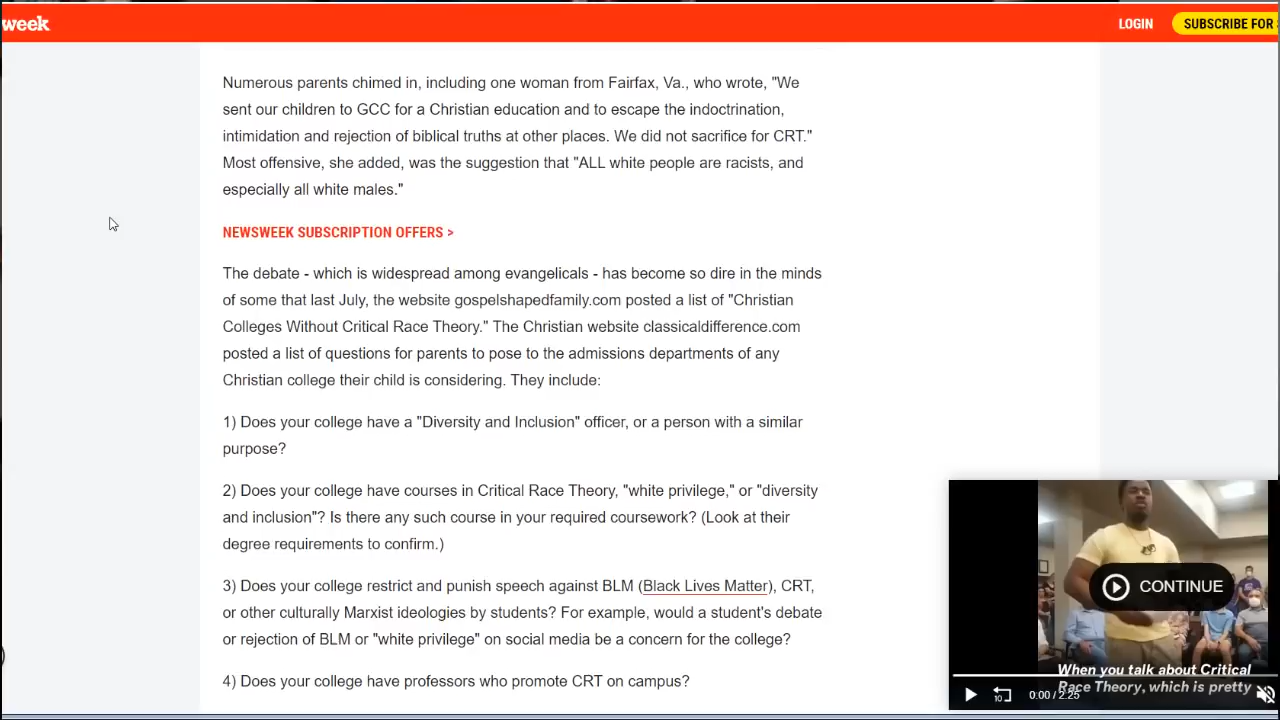 week
LOGIN
SUBSCRIBE FOR
Numerous parents chimed in, including one woman from Fairfax, Va., who wrote, "We
sent our children to GCC for a Christian education and to escape the indoctrination,
intimidation and rejection of biblical truths at other places. We did not sacrifice for CRT."
Most offensive, she added, was the suggestion that "ALL white people are racists, and
especially all white males."
NEWSWEEK SUBSCRIPTION OFFERS >
The debate - which is widespread among evangelicals - has become so dire in the minds
of some that last July, the website gospelshapedfamily.com posted a list of "Christian
Colleges Without Critical Race Theory." The Christian website classicaldifference.com
posted a list of questions for parents to pose to the admissions departments of any
Christian college their child is considering. They include:
1) Does your college have a "Diversity and Inclusion" officer, or a person with a similar
purpose?
2) Does your college have courses in Critical Race Theory, "white privilege," or "diversity
and inclusion"? Is there any such course in your required coursework? (Look at their
degree requirements to confirm.)
3) Does your college restrict and punish speech against BLM (Black Lives Matter), CRT,
or other culturally Marxist ideologies by students? For example, would a student's debate
or rejection of BLM or "white privilege" on social media be a concern for the college?
4) Does your college have professors who promote CRT on campus?
CONTINUE
When you talk about Critical
Race Theory, which is pretty
10
0:00 / 2:25